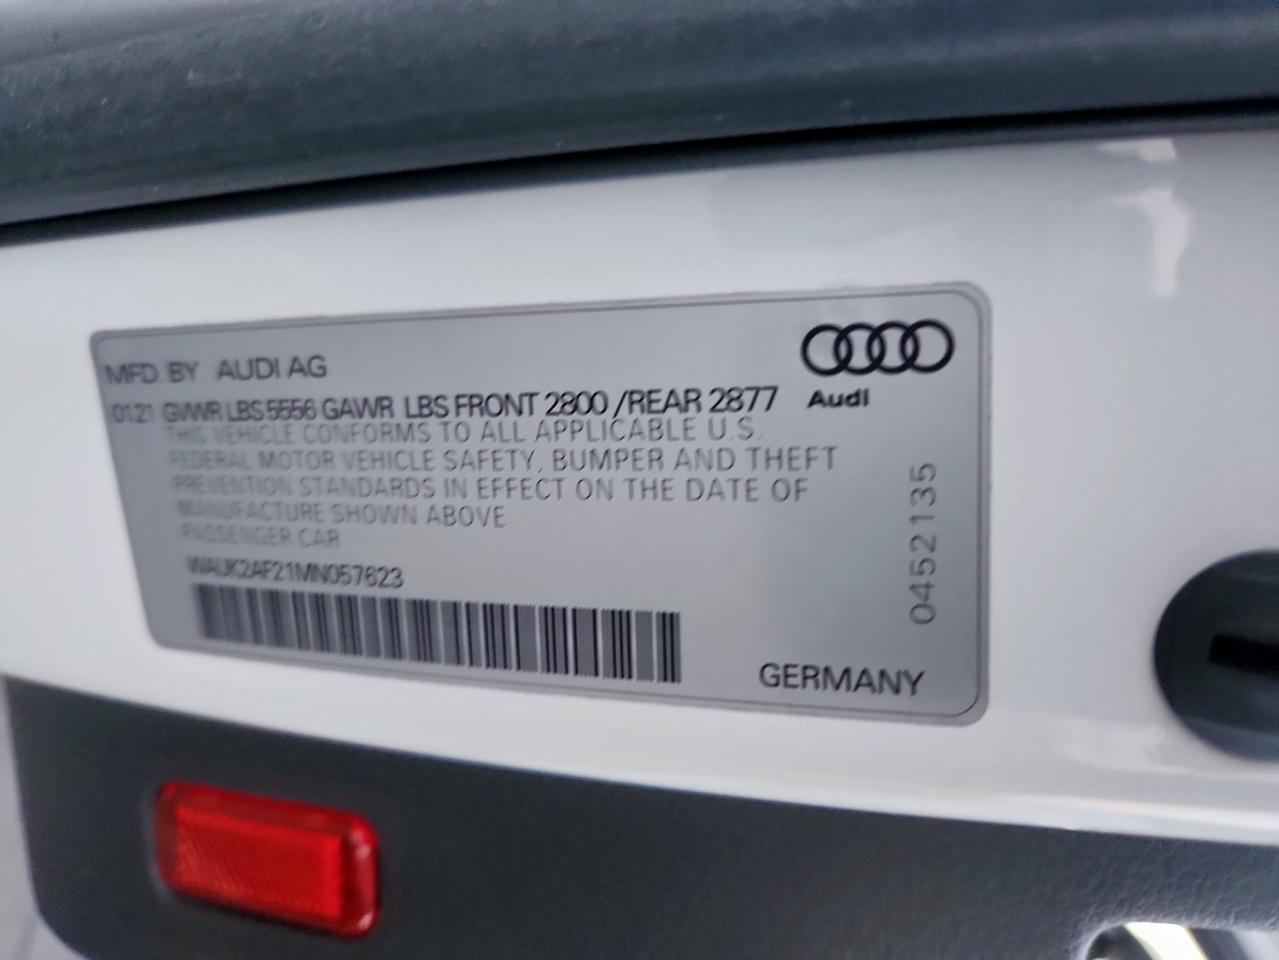 MFD. BY AUDI AG
01.21 GVWR LBS 5556 GAWR LBS FRONT 2800 /REAR 2877
Audi
THIS VEHICLE CONFORMS TO ALL APPLICABLE U.S.
FEDERAL MOTOR VEHICLE SAFETY, BUMPER AND THEFT
PREVENTION STANDARDS IN EFFECT ON THE DATE OF
MANUFACTURE SHOWN ABOVE
PASSENGER CAR
WAUK2AF21MN057623
0452135
GERMANY